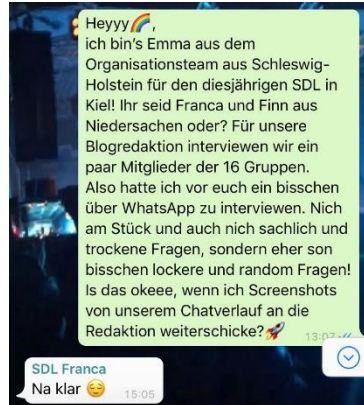 Heyyy🌈,
ich bin's Emma aus dem
Organisationsteam aus Schleswig-
Holstein für den diesjährigen SDL in
Kiel! Ihr seid Franca und Finn aus
Niedersachen oder? Für unsere
Blogredaktion interviewen wir ein
paar Mitglieder der 16 Gruppen.
Also hatte ich vor euch ein bisschen
über WhatsApp zu interviewen. Nich
am Stück und auch nich sachlich und
trockene Fragen, sondern eher son
bisschen lockere und random Fragen!
Is das okeee, wenn ich Screenshots
von unserem Chatverlauf an die
Redaktion weiterschicke?🚀
13:07
SDL Franca
Na klar 😌 15:05